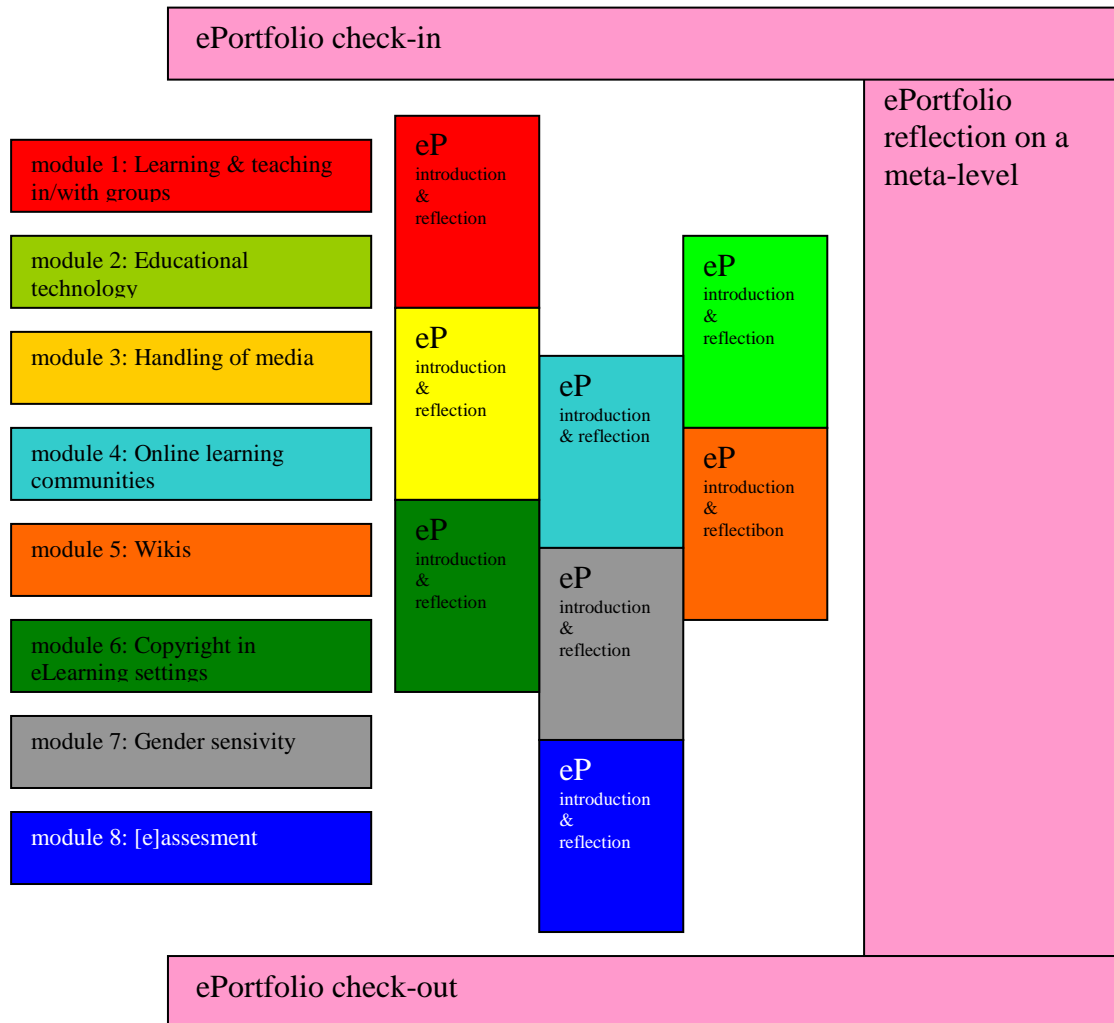 ePortfolio check-in
ePortfolio
reflection on a
meta-level
module 1: Learning & teaching
in/with groups
module 2: Educational
technology
module 3: Handling of media
module 4: Online learning
communities
module 5: Wikis
module 6: Copyright in
eLearning settings
module 7: Gender sensivity
module 8: [e]assesment
eP
introduction
&
reflection
eP
introduction
&
reflection
eP
introduction
&
reflection
eP
introduction
& reflection
eP
introduction
&
reflection
eP
introduction
&
reflection
eP
introduction
&
reflection
eP
introduction
&
reflectibon
ePortfolio check-out